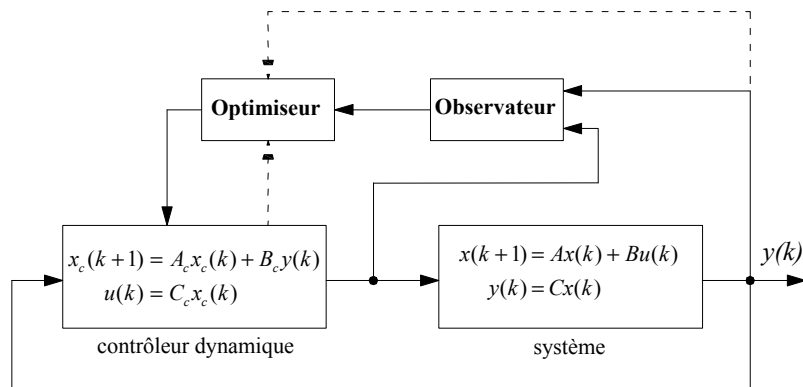 Optimiseur
Observateur
x_c(k+1) = A_c x_c(k) + B_c y(k)
u(k) = C_c x_c(k)
x(k+1) = Ax(k) + Bu(k)
y(k) = Cx(k)
y(k)
contrôleur dynamique
système